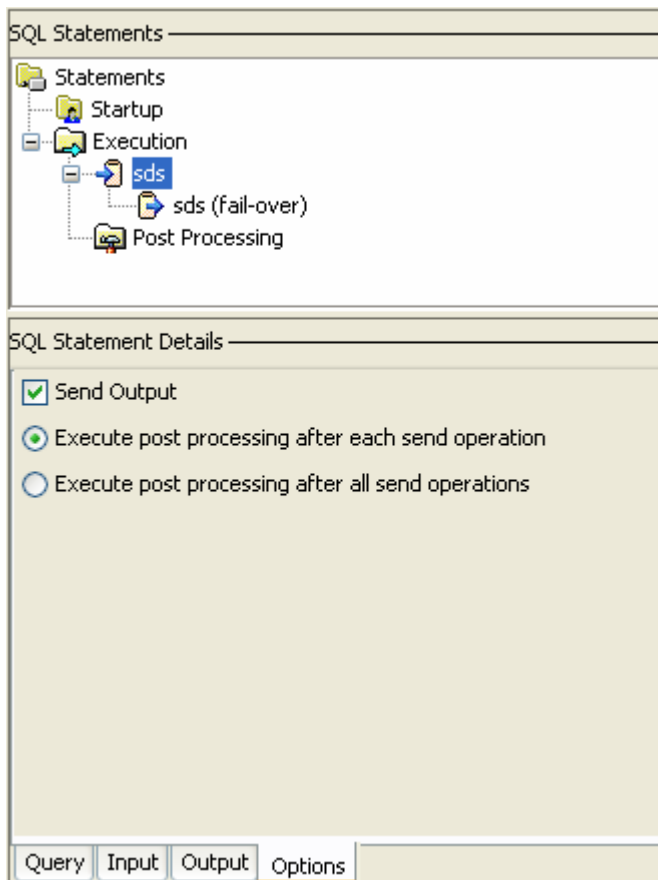 SQL Statements
Statements
Startup
Execution
sds
sds (fail-over)
Post Processing
SQL Statement Details
Send Output
Execute post processing after each send operation
Execute post processing after all send operations
Query Input Output Options